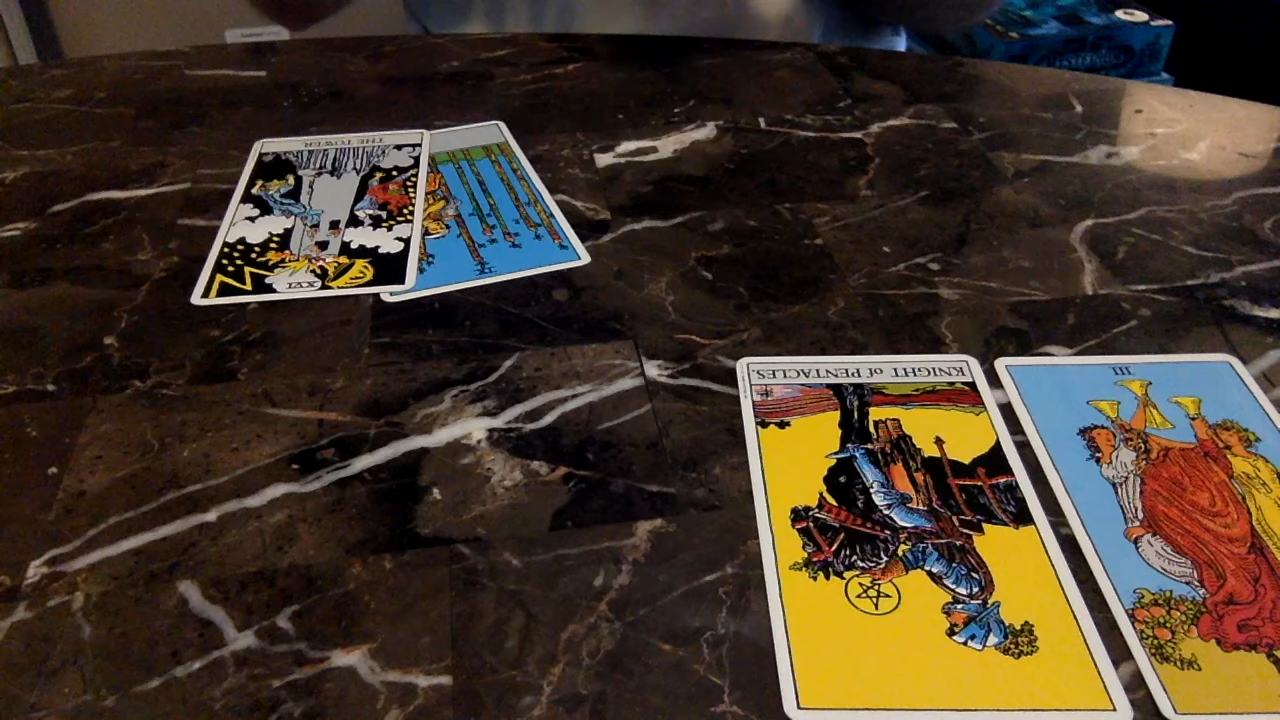 THE TOWER.
XVI
KNIGHT of PENTACLES.
III